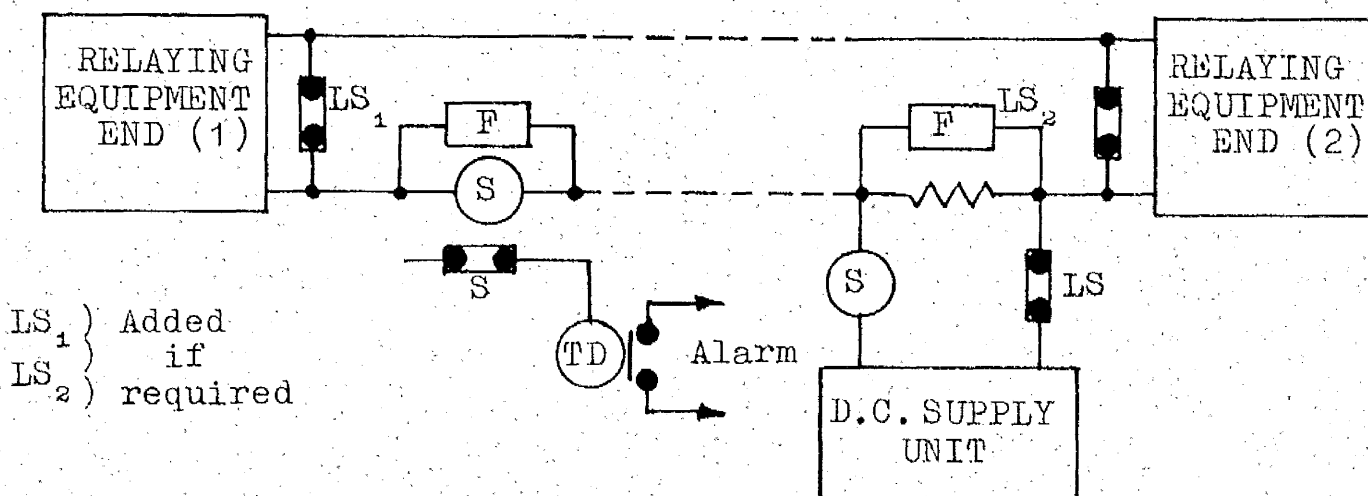 RELAYING
EQUIPMENT
END (1)
LS₁
F
S
S
TD
Alarm
LS₁ ) Added
) if
LS₂ ) required
F
LS₂
S
LS
D.C. SUPPLY
UNIT
RELAYING
EQUIPMENT
END (2)